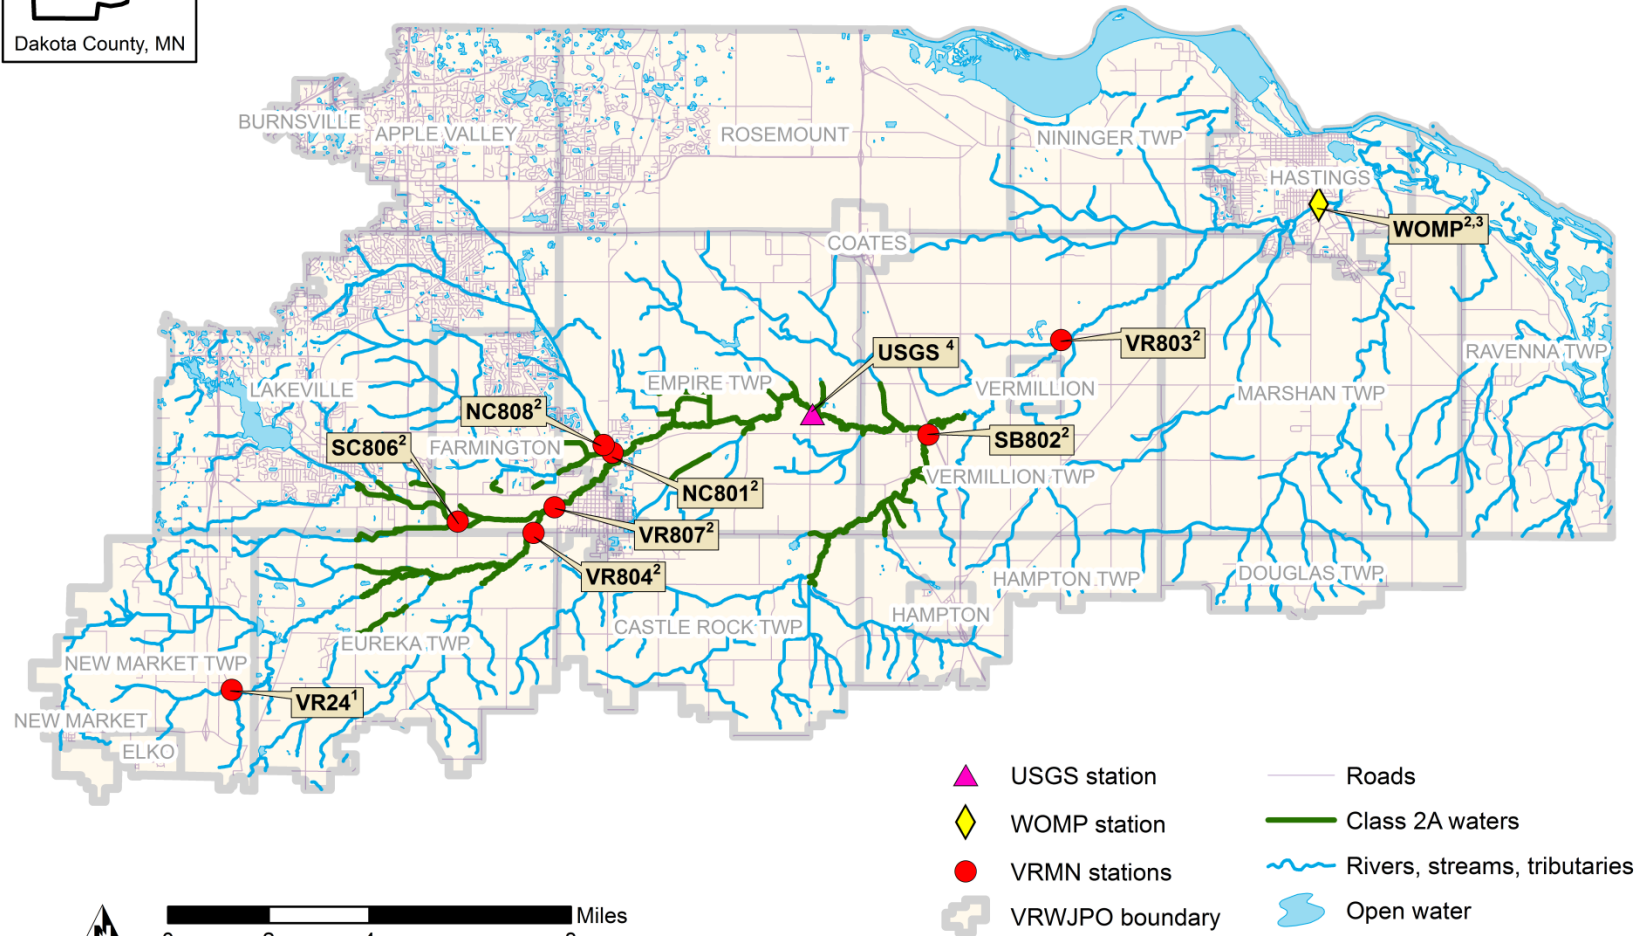 Dakota County, MN
BURNSVILLE
APPLE VALLEY
ROSEMOUNT
NININGER TWP
HASTINGS
WOMP2,3
COATES
USGS 4
VR803²
RAVENNA TWP
LAKEVILLE
EMPIRE TWP
VERMILLION
MARSHAN TWP
NC808²
SC806²
FARMINGTON
SB802²
NC801²
VERMILLION TWP
VR807²
VR804²
HAMPTON TWP
DOUGLAS TWP
HAMPTON
CASTLE ROCK TWP
EUREKA TWP
NEW MARKET TWP
VR24¹
NEW MARKET
ELKO
USGS station
WOMP station
VRMN stations
VRWJPO boundary
Roads
Class 2A waters
Rivers, streams, tributaries
Open water
Miles